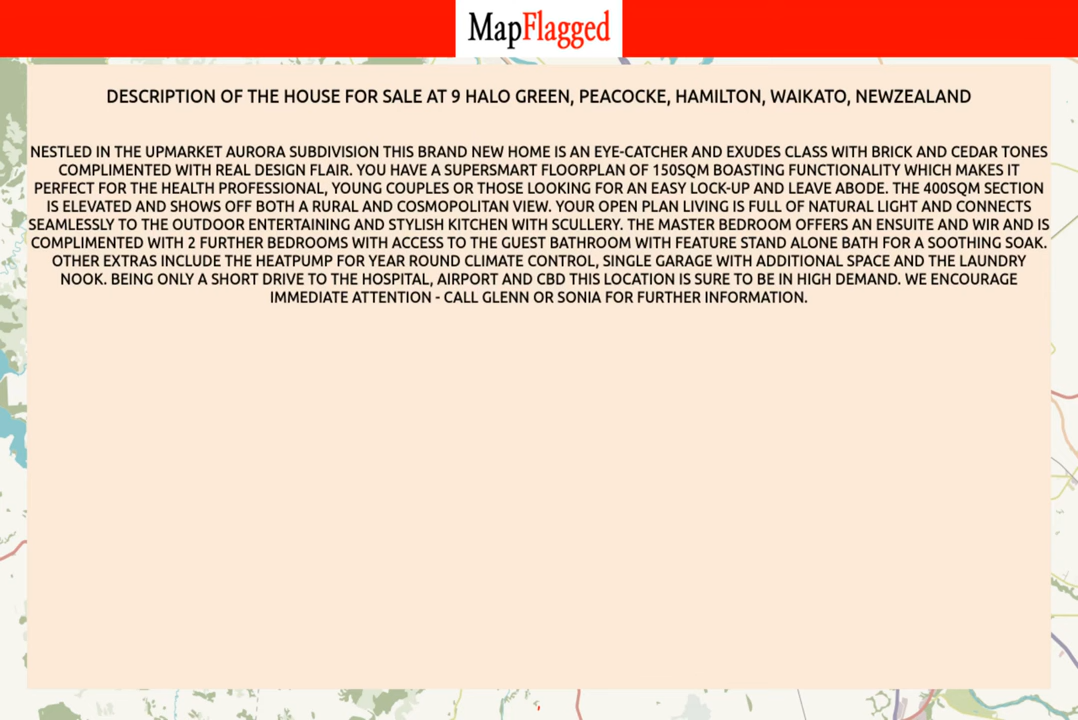 MapFlagged
DESCRIPTION OF THE HOUSE FOR SALE AT 9 HALO GREEN, PEACOCKE, HAMILTON, WAIKATO, NEWZEALAND
NESTLED IN THE UPMARKET AURORA SUBDIVISION THIS BRAND NEW HOME IS AN EYE-CATCHER AND EXUDES CLASS WITH BRICK AND CEDAR TONES
COMPLIMENTED WITH REAL DESIGN FLAIR. YOU HAVE A SUPERSMART FLOORPLAN OF 150SQM BOASTING FUNCTIONALITY WHICH MAKES IT
PERFECT FOR THE HEALTH PROFESSIONAL, YOUNG COUPLES OR THOSE LOOKING FOR AN EASY LOCK-UP AND LEAVE ABODE. THE 400SQM SECTION
IS ELEVATED AND SHOWS OFF BOTH A RURAL AND COSMOPOLITAN VIEW. YOUR OPEN PLAN LIVING IS FULL OF NATURAL LIGHT AND CONNECTS
SEAMLESSLY TO THE OUTDOOR ENTERTAINING AND STYLISH KITCHEN WITH SCULLERY. THE MASTER BEDROOM OFFERS AN ENSUITE AND WIR AND IS
COMPLIMENTED WITH 2 FURTHER BEDROOMS WITH ACCESS TO THE GUEST BATHROOM WITH FEATURE STAND ALONE BATH FOR A SOOTHING SOAK.
OTHER EXTRAS INCLUDE THE HEATPUMP FOR YEAR ROUND CLIMATE CONTROL, SINGLE GARAGE WITH ADDITIONAL SPACE AND THE LAUNDRY
NOOK. BEING ONLY A SHORT DRIVE TO THE HOSPITAL, AIRPORT AND CBD THIS LOCATION IS SURE TO BE IN HIGH DEMAND. WE ENCOURAGE
IMMEDIATE ATTENTION - CALL GLENN OR SONIA FOR FURTHER INFORMATION.